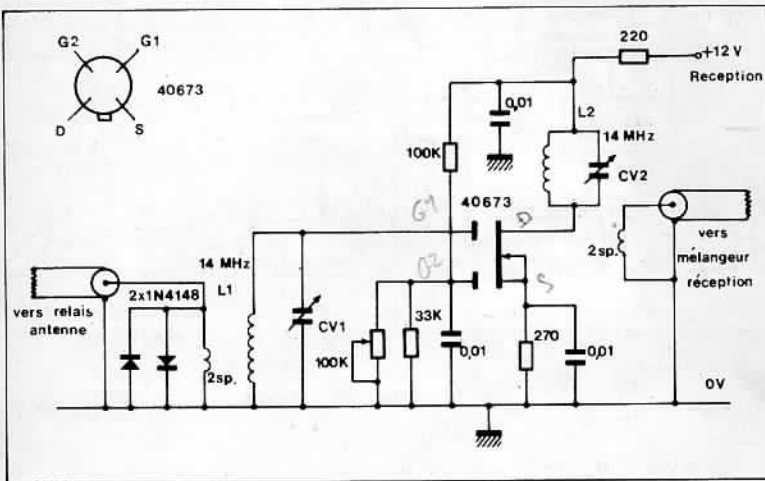 G2 G1
40673
D S
220
+12 V
Reception
0,01
L2
14 MHz
100K
CV2
40673
G1
D
vers
mélangeur
réception
2sp.
14 MHz
L1
G2
S
vers relais
antenne
2x1N4148
2sp.
CV1
100K
33K
0,01
270
0,01
0V